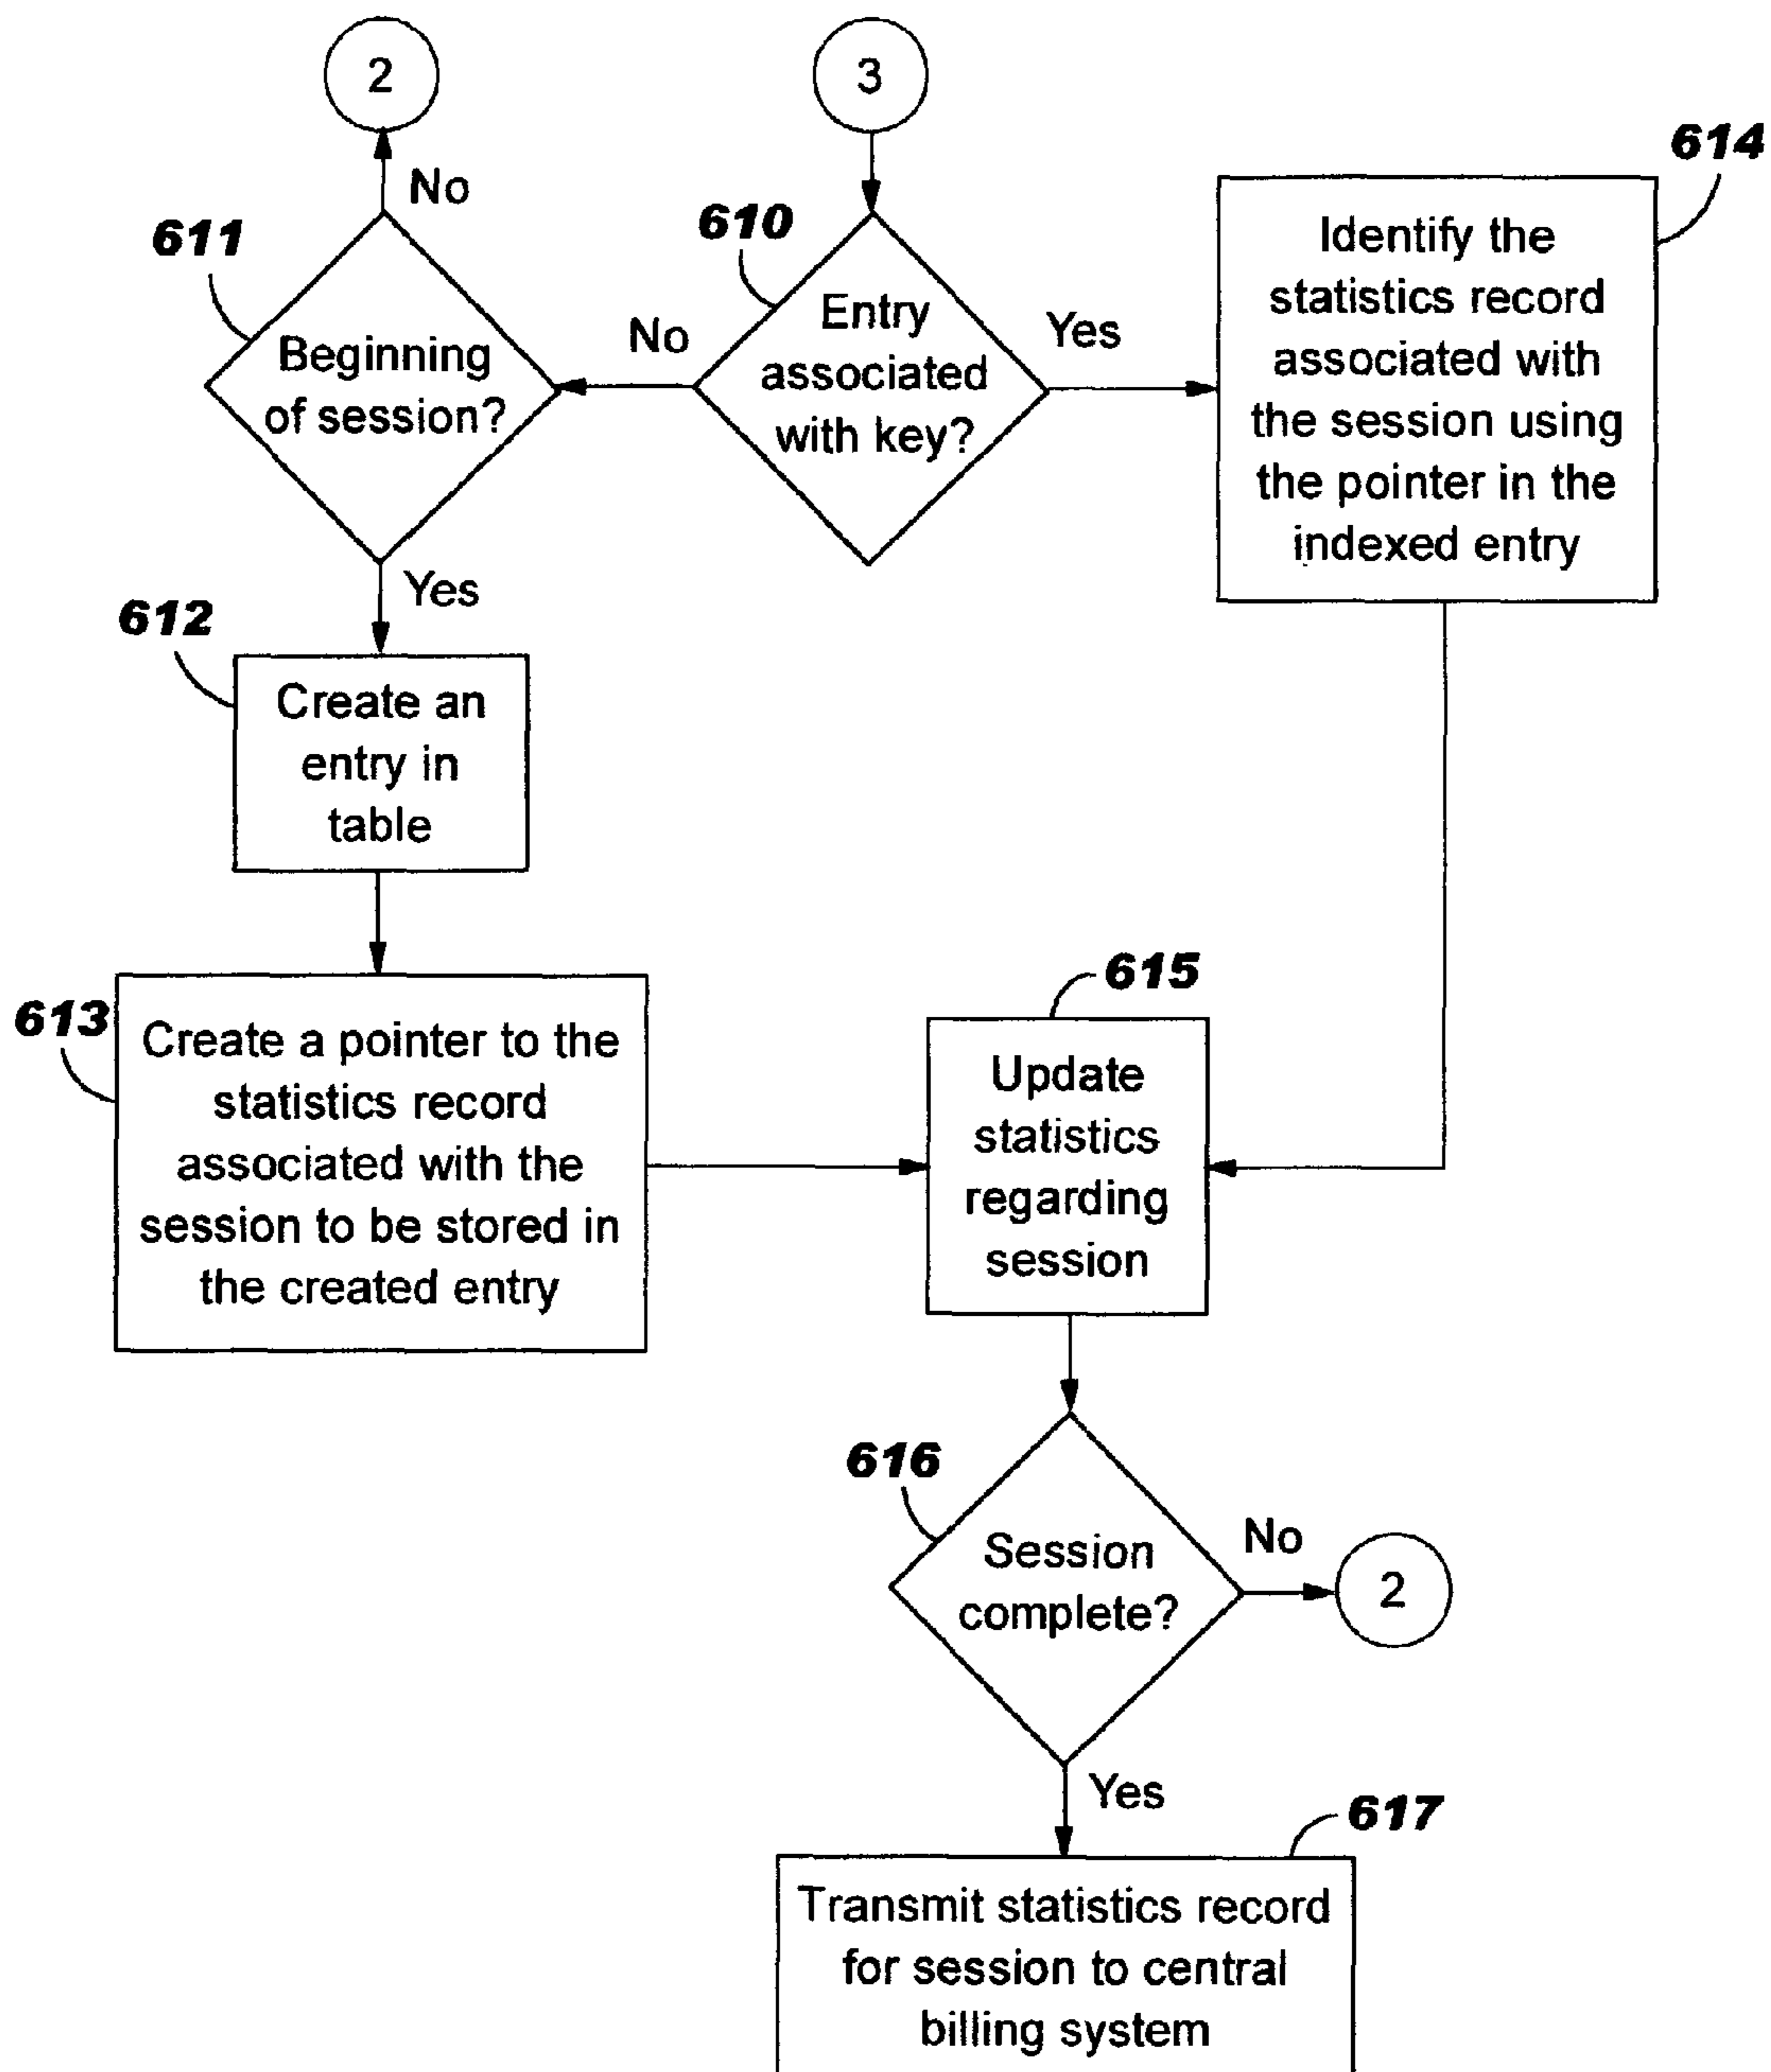 2
3
No
614
611
610
Identify the
statistics record
associated with
the session using
the pointer in the
indexed entry
Beginning
of session?
No
Entry
associated
with key?
Yes
Yes
612
Create an
entry in
table
613
Create a pointer to the
statistics record
associated with the
session to be stored in
the created entry
615
Update
statistics
regarding
session
616
Session
complete?
No
2
Yes
617
Transmit statistics record
for session to central
billing system